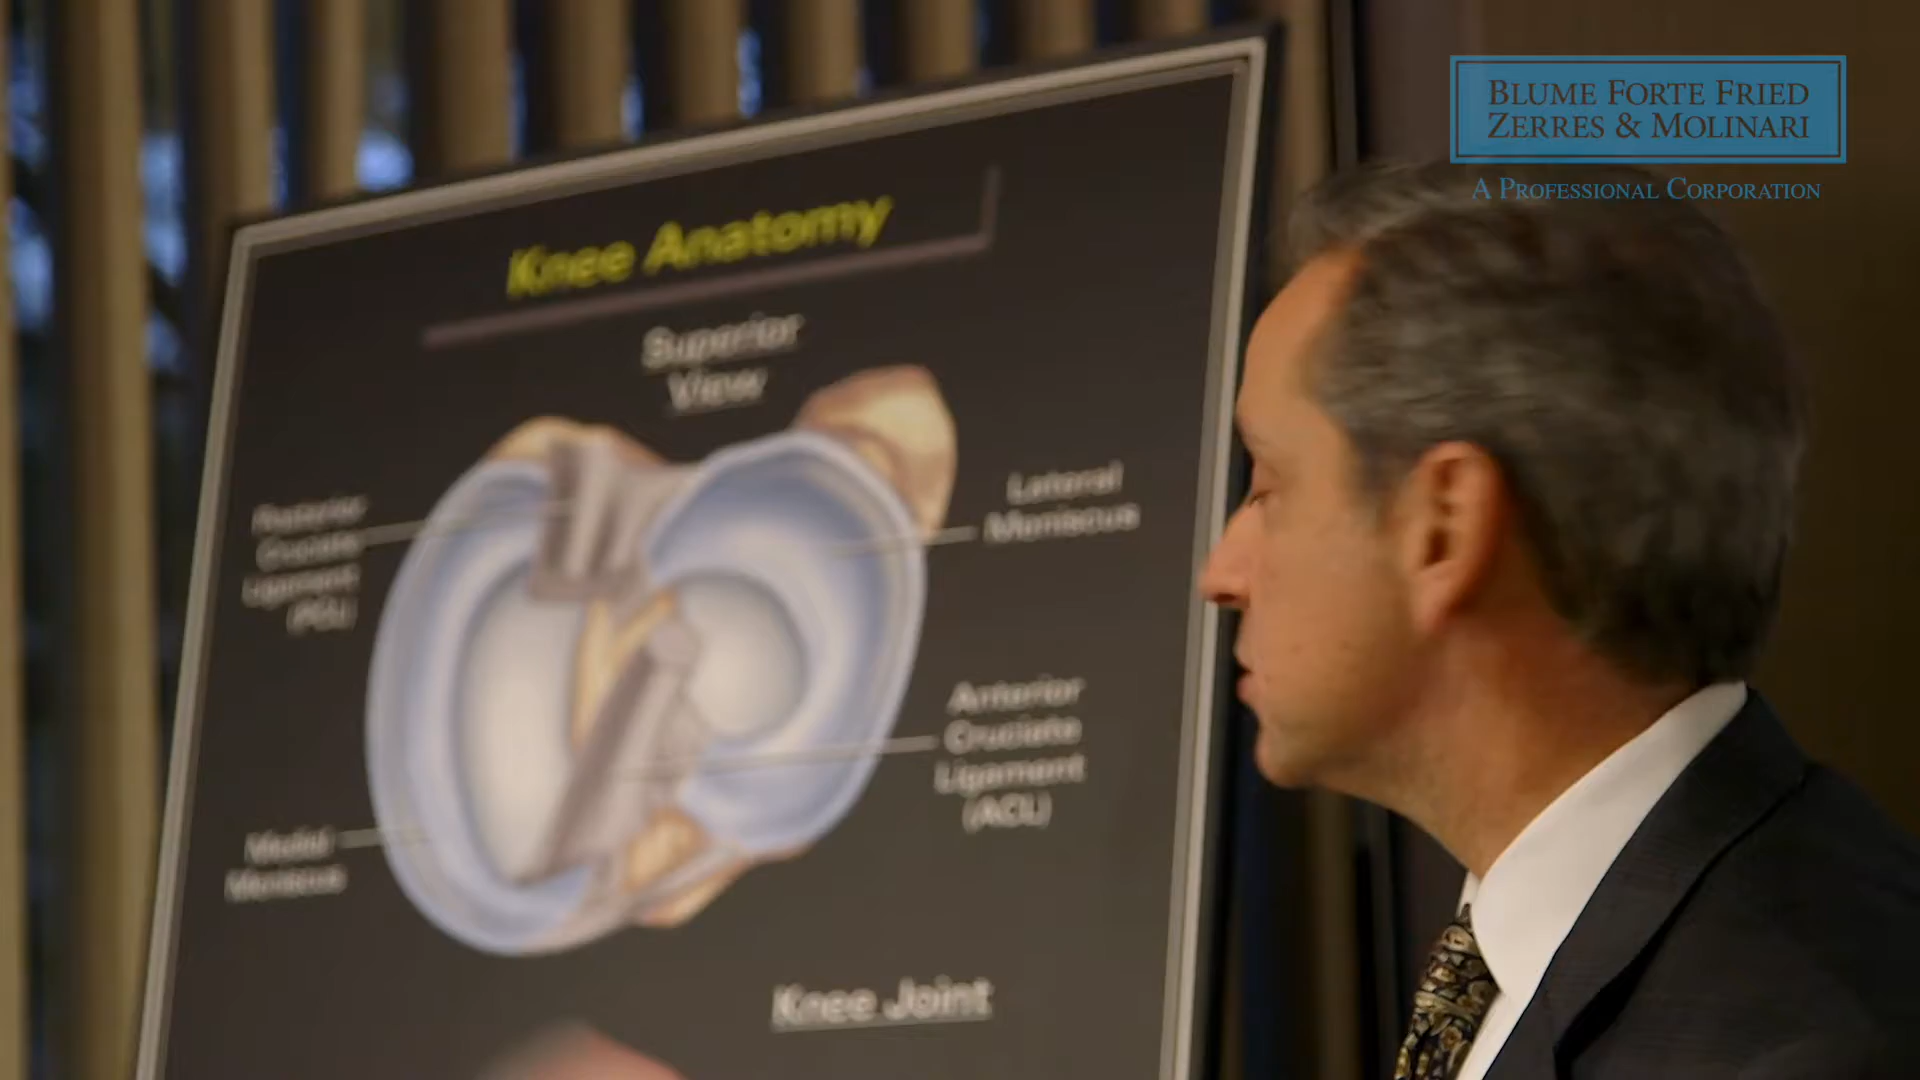 BLUME FORTE FRIED
ZERRES & MOLINARI
A PROFESSIONAL CORPORATION
Knee Anatomy
Superior
View
Posterior
Cruciate
Ligament
(PCL)
Lateral
Meniscus
Anterior
Cruciate
Ligament
(ACL)
Medial
Meniscus
Knee Joint